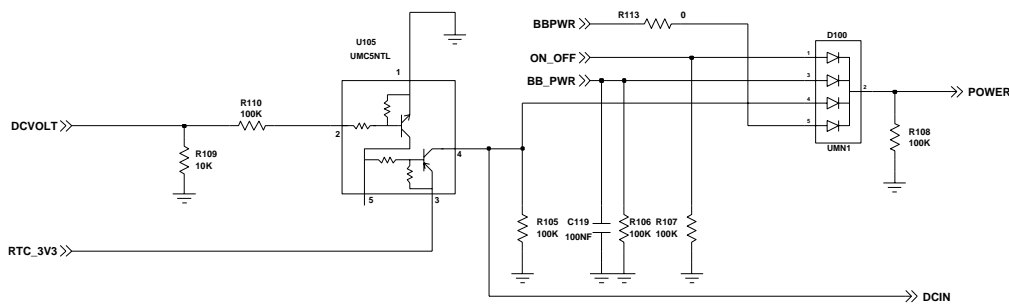 BBPWR
R113
0
D100
U105
UMC5NTL
1
ON_OFF
1
BB_PWR
3
R110
100K
2
POWER
4
DCVOLT
2
5
R109
10K
4
UMN1
R108
100K
5
3
R105
100K
C119
100NF
R106
100K
R107
100K
RTC_3V3
DCIN